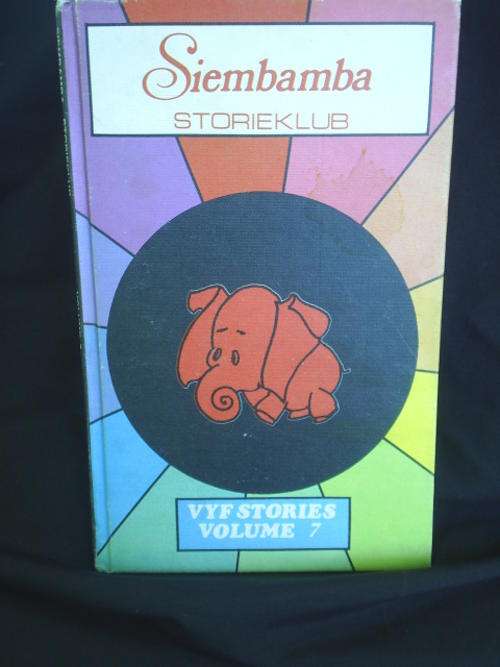 Siembamba
STORIEKLUB
VYF STORIES
VOLUME 7